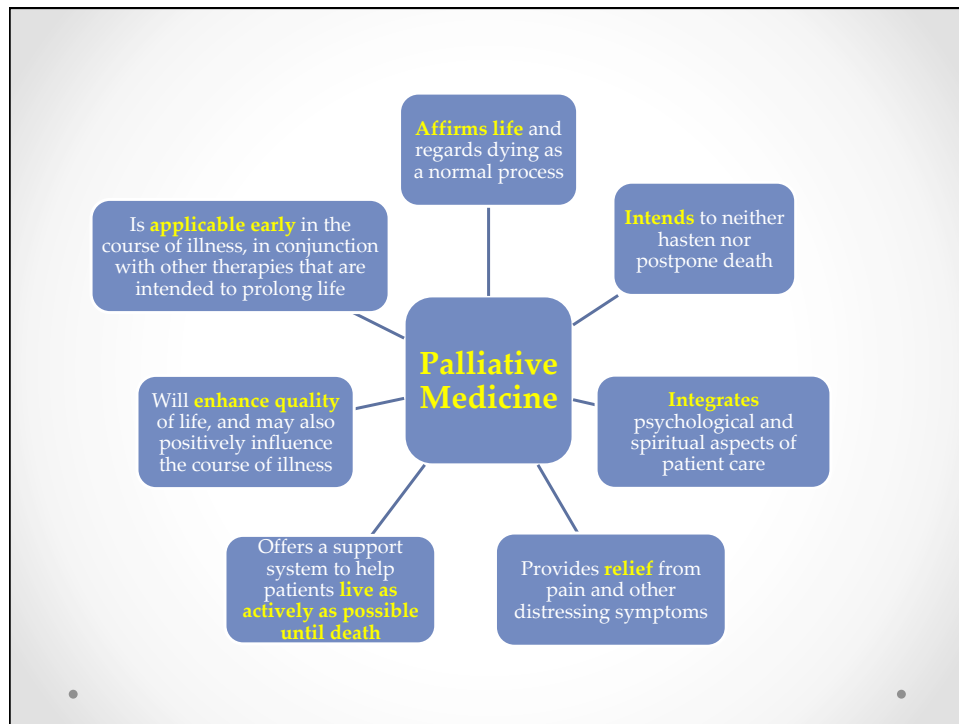 Affirms life and
regards dying as
a normal process
Intends to neither
hasten nor
postpone death
Integrates
psychological and
spiritual aspects of
patient care
Provides relief from
pain and other
distressing symptoms
Offers a support
system to help
patients live as
actively as possible
until death
Will enhance quality
of life, and may also
positively influence
the course of illness
Is applicable early in the
course of illness, in conjunction
with other therapies that are
intended to prolong life
Palliative
Medicine